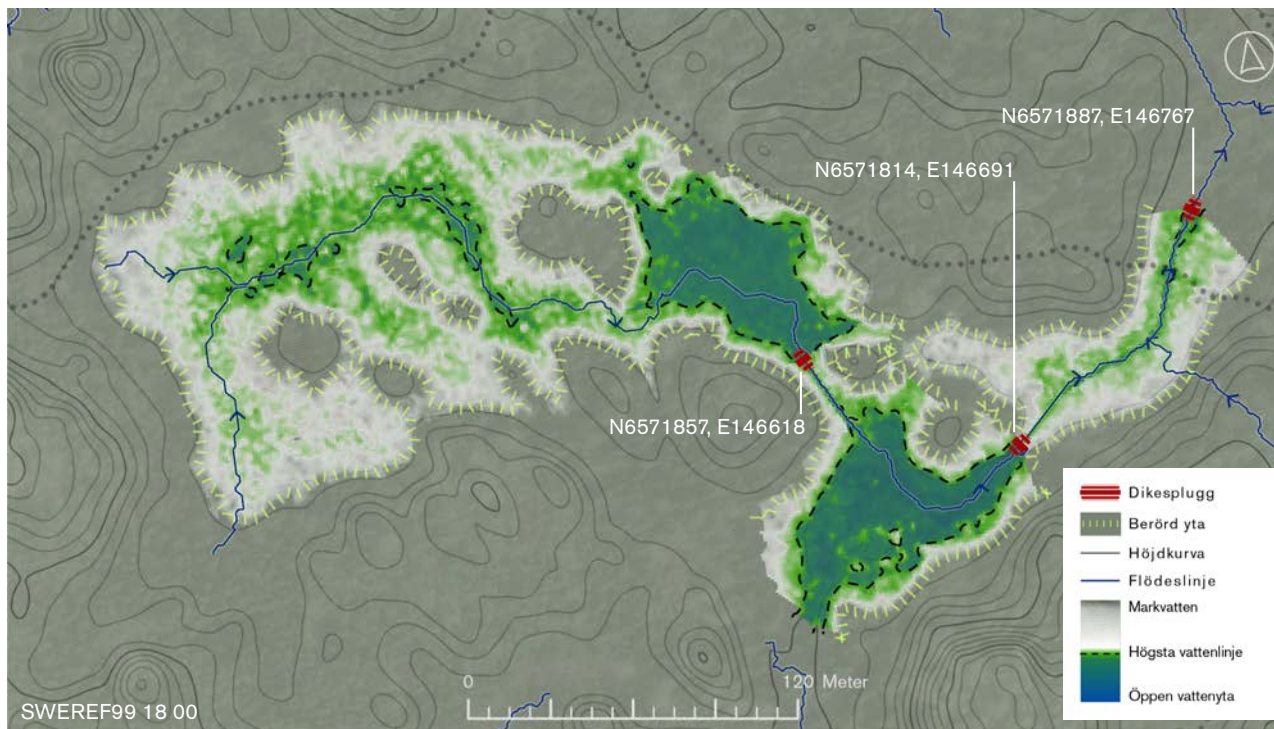 N6571887, E146767
N6571814, E146691
N6571857, E146618
Dikesplugg
Berörd yta
Höjdkurva
Flödeslinje
Markvatten
Högsta vattenlinje
Öppen vattenyta
0 120 Meter
SWEREF99 18 00